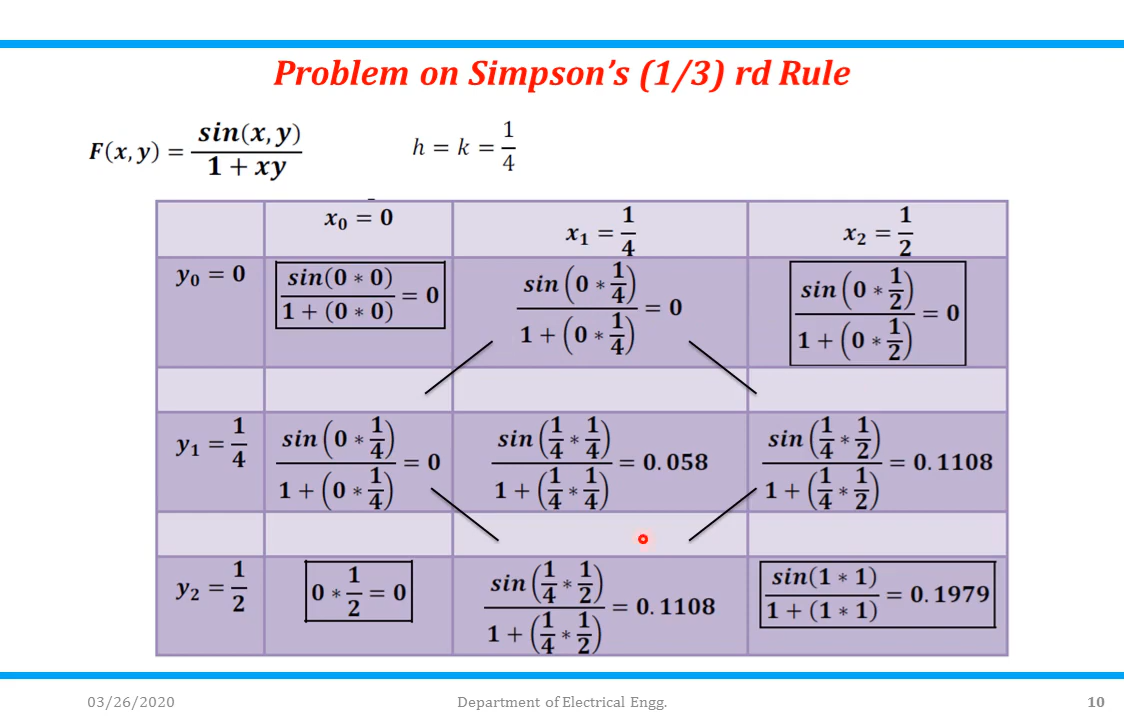 Problem on Simpson's (1/3) rd Rule
F(x, y) = sin(x, y) / 1 + xy
h = k = 1/4
x₀ = 0
x₁ = 1/4
x₂ = 1/2
y₀ = 0
sin(0 * 0) / 1 + (0 * 0) = 0
sin(0 * 1/4) / 1 + (0 * 1/4) = 0
sin(0 * 1/2) / 1 + (0 * 1/2) = 0
y₁ = 1/4
sin(0 * 1/4) / 1 + (0 * 1/4) = 0
sin(1/4 * 1/4) / 1 + (1/4 * 1/4) = 0.058
sin(1/4 * 1/2) / 1 + (1/4 * 1/2) = 0.1108
y₂ = 1/2
0 * 1/2 = 0
sin(1/4 * 1/2) / 1 + (1/4 * 1/2) = 0.1108
sin(1 * 1) / 1 + (1 * 1) = 0.1979
03/26/2020
Department of Electrical Engg.
10